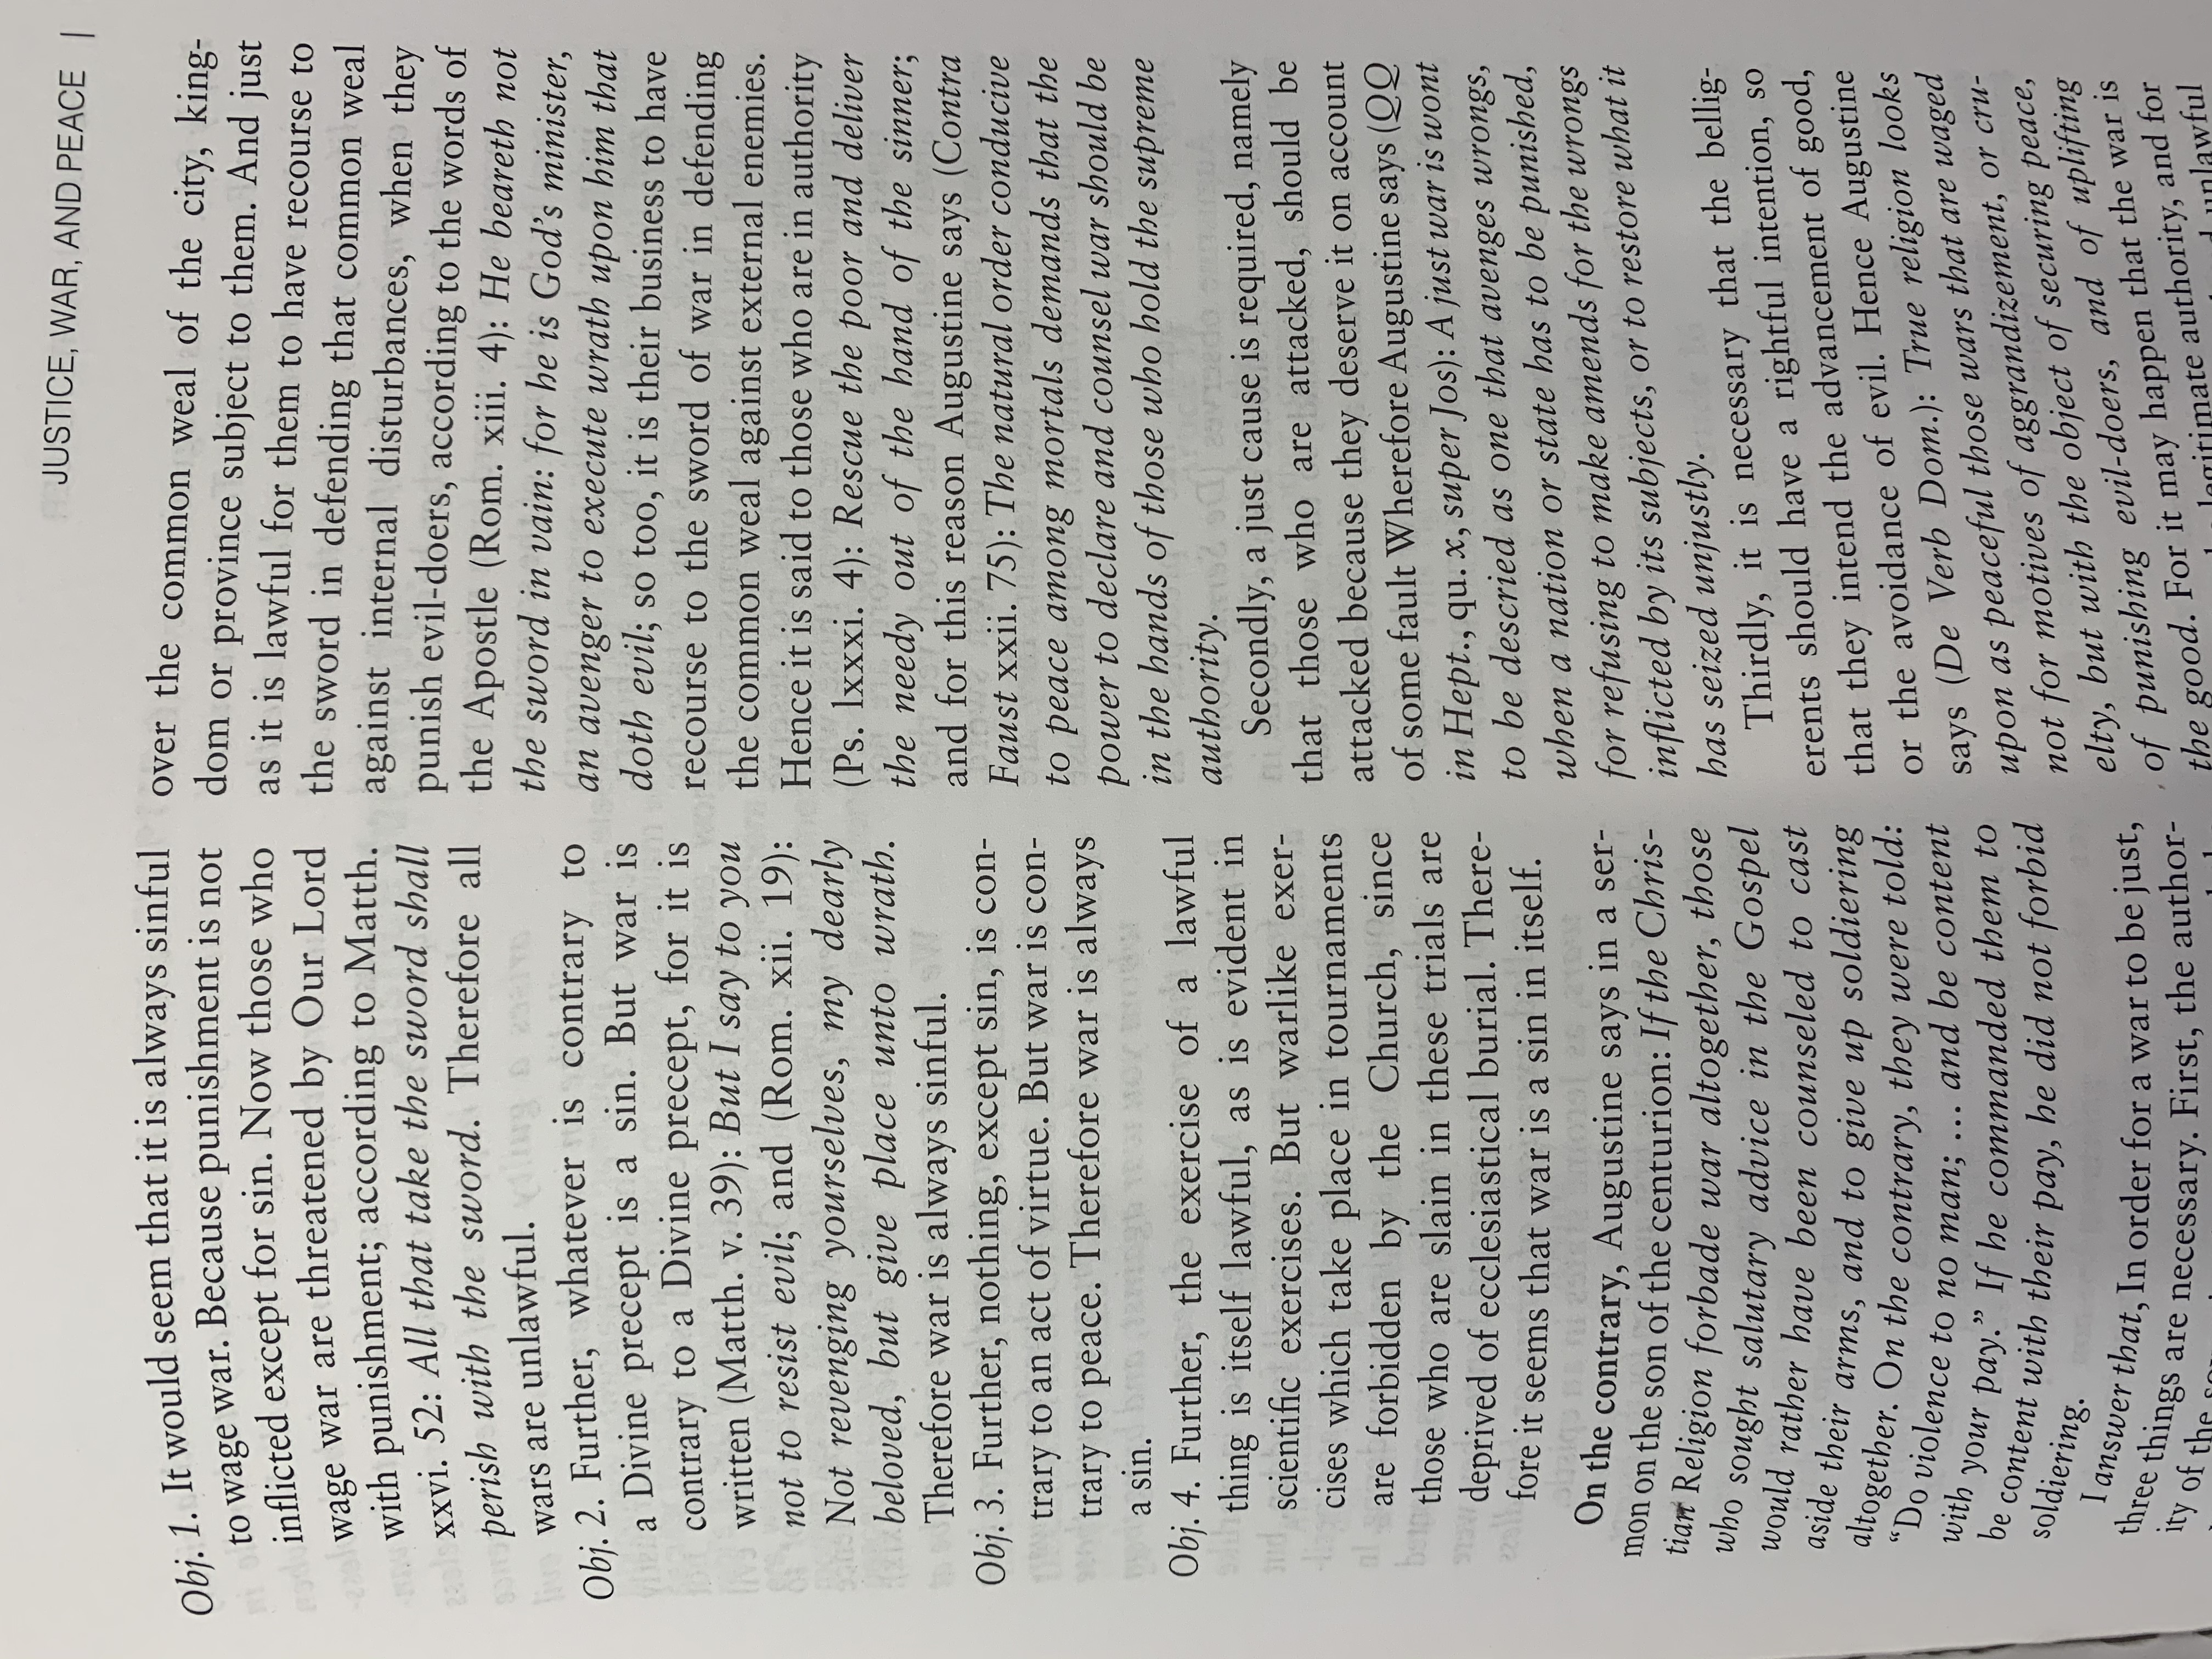 JUSTICE, WAR, AND PEACE |
Obj. 1. It would seem that it is always sinful
to wage war. Because punishment is not
inflicted except for sin. Now those who
wage war are threatened by Our Lord
with punishment; according to Matth.
xxvi. 52: All that take the sword shall
perish with the sword. Therefore all
wars are unlawful.
Obj. 2. Further, whatever is contrary to
a Divine precept is a sin. But war is
contrary to a Divine precept, for it is
written (Matth. v. 39): But I say to you
not to resist evil; and (Rom. xii. 19):
Not revenging yourselves, my dearly
beloved, but give place unto wrath.
Therefore war is always sinful.
Obj. 3. Further, nothing, except sin, is con-
trary to an act of virtue. But war is con-
trary to peace. Therefore war is always
a sin.
Obj. 4. Further, the exercise of a lawful
thing is itself lawful, as is evident in
scientific exercises. But warlike exer-
cises which take place in tournaments
are forbidden by the Church, since
those who are slain in these trials are
deprived of ecclesiastical burial. There-
fore it seems that war is a sin in itself.
On the contrary, Augustine says in a ser-
mon on the son of the centurion: If the Chris-
tian Religion forbade war altogether, those
who sought salutary advice in the Gospel
would rather have been counseled to cast
aside their arms, and to give up soldiering
altogether. On the contrary, they were told:
“Do violence to no man; ... and be content
with your pay.” If he commanded them to
be content with their pay, he did not forbid
soldiering.
I answer that, In order for a war to be just,
three things are necessary. First, the author-
ity of the
over the common weal of the city, king-
dom or province subject to them. And just
as it is lawful for them to have recourse to
the sword in defending that common weal
against internal disturbances, when they
punish evil-doers, according to the words of
the Apostle (Rom. xiii. 4): He beareth not
the sword in vain: for he is God’s minister,
an avenger to execute wrath upon him that
doth evil; so too, it is their business to have
recourse to the sword of war in defending
the common weal against external enemies.
Hence it is said to those who are in authority
(Ps. lxxxi. 4): Rescue the poor and deliver
the needy out of the hand of the sinner;
and for this reason Augustine says (Contra
Faust xxii. 75): The natural order conducive
to peace among mortals demands that the
power to declare and counsel war should be
in the hands of those who hold the supreme
authority.
Secondly, a just cause is required, namely
that those who are attacked, should be
attacked because they deserve it on account
of some fault Wherefore Augustine says (QQ
in Hept., qu. x, super Jos): A just war is wont
to be descried as one that avenges wrongs,
when a nation or state has to be punished,
for refusing to make amends for the wrongs
inflicted by its subjects, or to restore what it
has seized unjustly.
Thirdly, it is necessary that the bellig-
erents should have a rightful intention, so
that they intend the advancement of good,
or the avoidance of evil. Hence Augustine
says (De Verb Dom.): True religion looks
upon as peaceful those wars that are waged
not for motives of aggrandizement, or cru-
elty, but with the object of securing peace,
of punishing evil-doers, and of uplifting
the good. For it may happen that the war is
legitimate authority, and for
unlawful